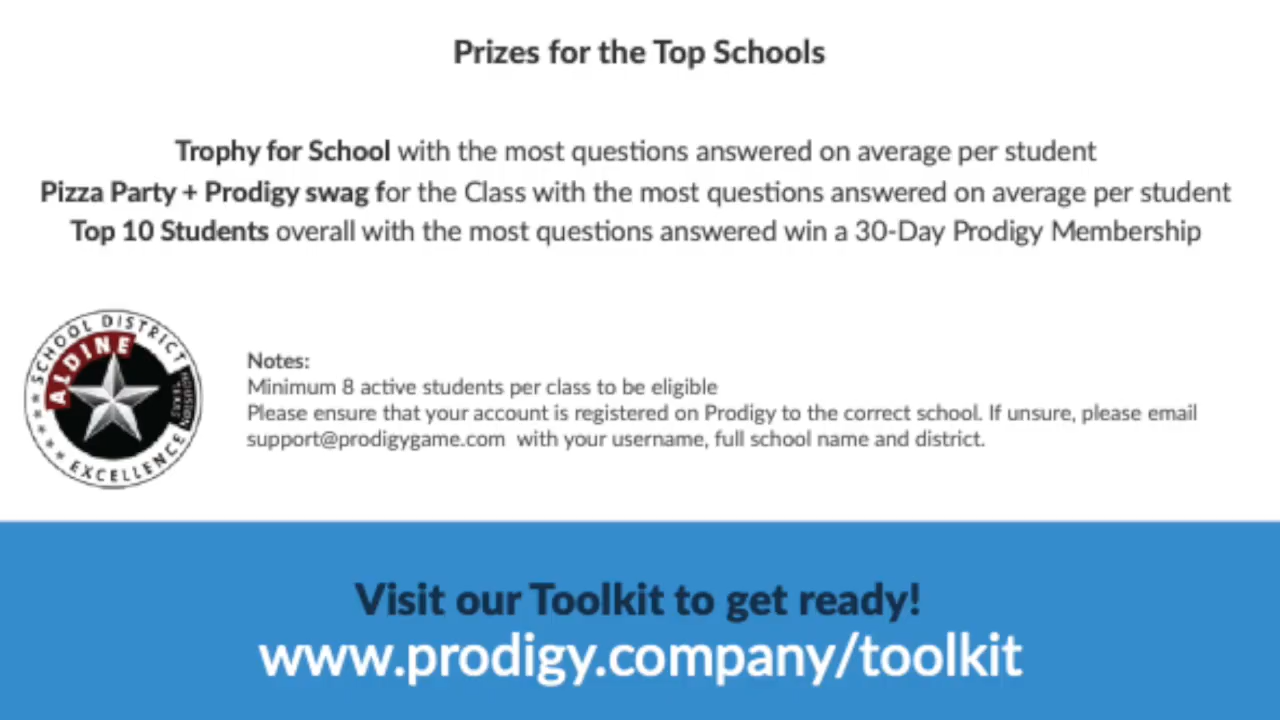 Prizes for the Top Schools
Trophy for School with the most questions answered on average per student
Pizza Party + Prodigy swag for the Class with the most questions answered on average per student
Top 10 Students overall with the most questions answered win a 30-Day Prodigy Membership
SCHOOL DISTRICT
ALDINE
HOUSTON
TEXAS
EXCELLENCE
Notes:
Minimum 8 active students per class to be eligible
Please ensure that your account is registered on Prodigy to the correct school. If unsure, please email
support@prodigygame.com with your username, full school name and district.
Visit our Toolkit to get ready!
www.prodigy.company/toolkit